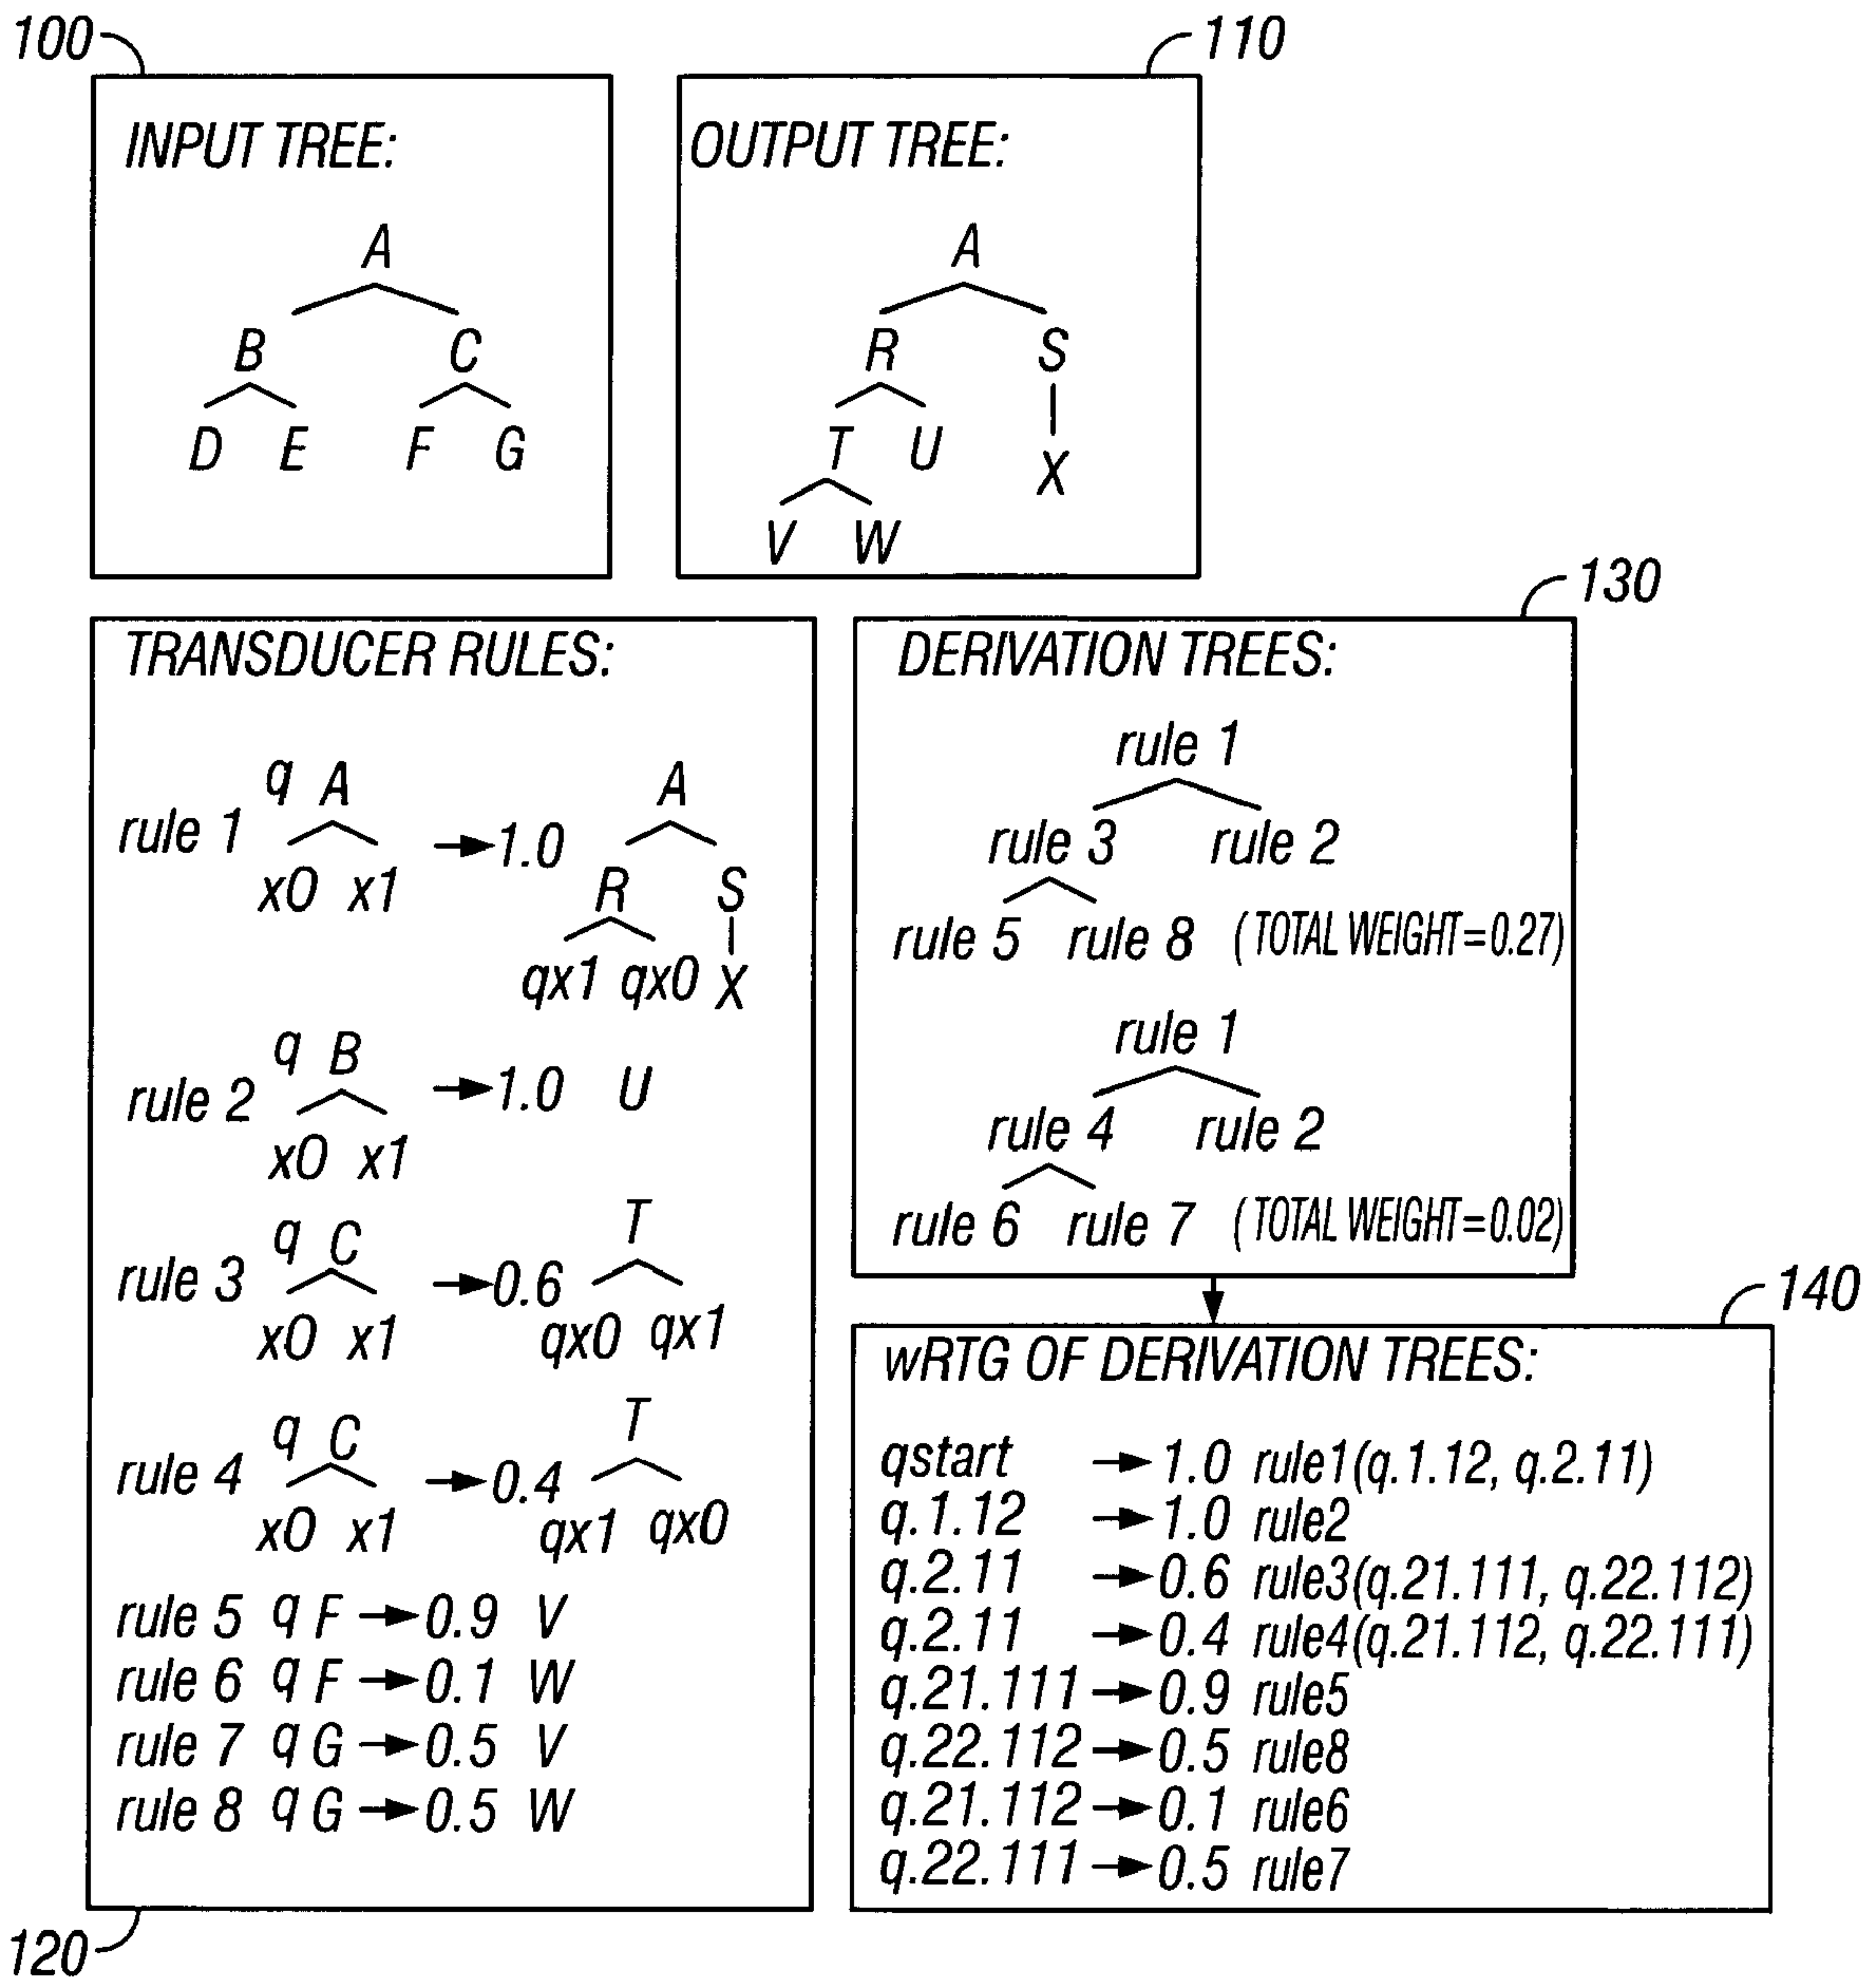 100
110
INPUT TREE:
A
B C
D E F G
OUTPUT TREE:
A
R S
T U X
V W
120
TRANSDUCER RULES:
rule 1 q A → 1.0 A
x0 x1 R S
qx1 qx0 X
rule 2 q B → 1.0 U
x0 x1
rule 3 q C → 0.6 T
x0 x1 qx0 qx1
rule 4 q C → 0.4 T
x0 x1 qx1 qx0
rule 5 q F → 0.9 V
rule 6 q F → 0.1 W
rule 7 q G → 0.5 V
rule 8 q G → 0.5 W
130
DERIVATION TREES:
rule 1
rule 3 rule 2
rule 5 rule 8 (TOTAL WEIGHT=0.27)
rule 1
rule 4 rule 2
rule 6 rule 7 (TOTAL WEIGHT=0.02)
140
wRTG OF DERIVATION TREES:
qstart → 1.0 rule1(q.1.12, q.2.11)
q.1.12 → 1.0 rule2
q.2.11 → 0.6 rule3(q.21.111, q.22.112)
q.2.11 → 0.4 rule4(q.21.112, q.22.111)
q.21.111 → 0.9 rule5
q.22.112 → 0.5 rule8
q.21.112 → 0.1 rule6
q.22.111 → 0.5 rule7